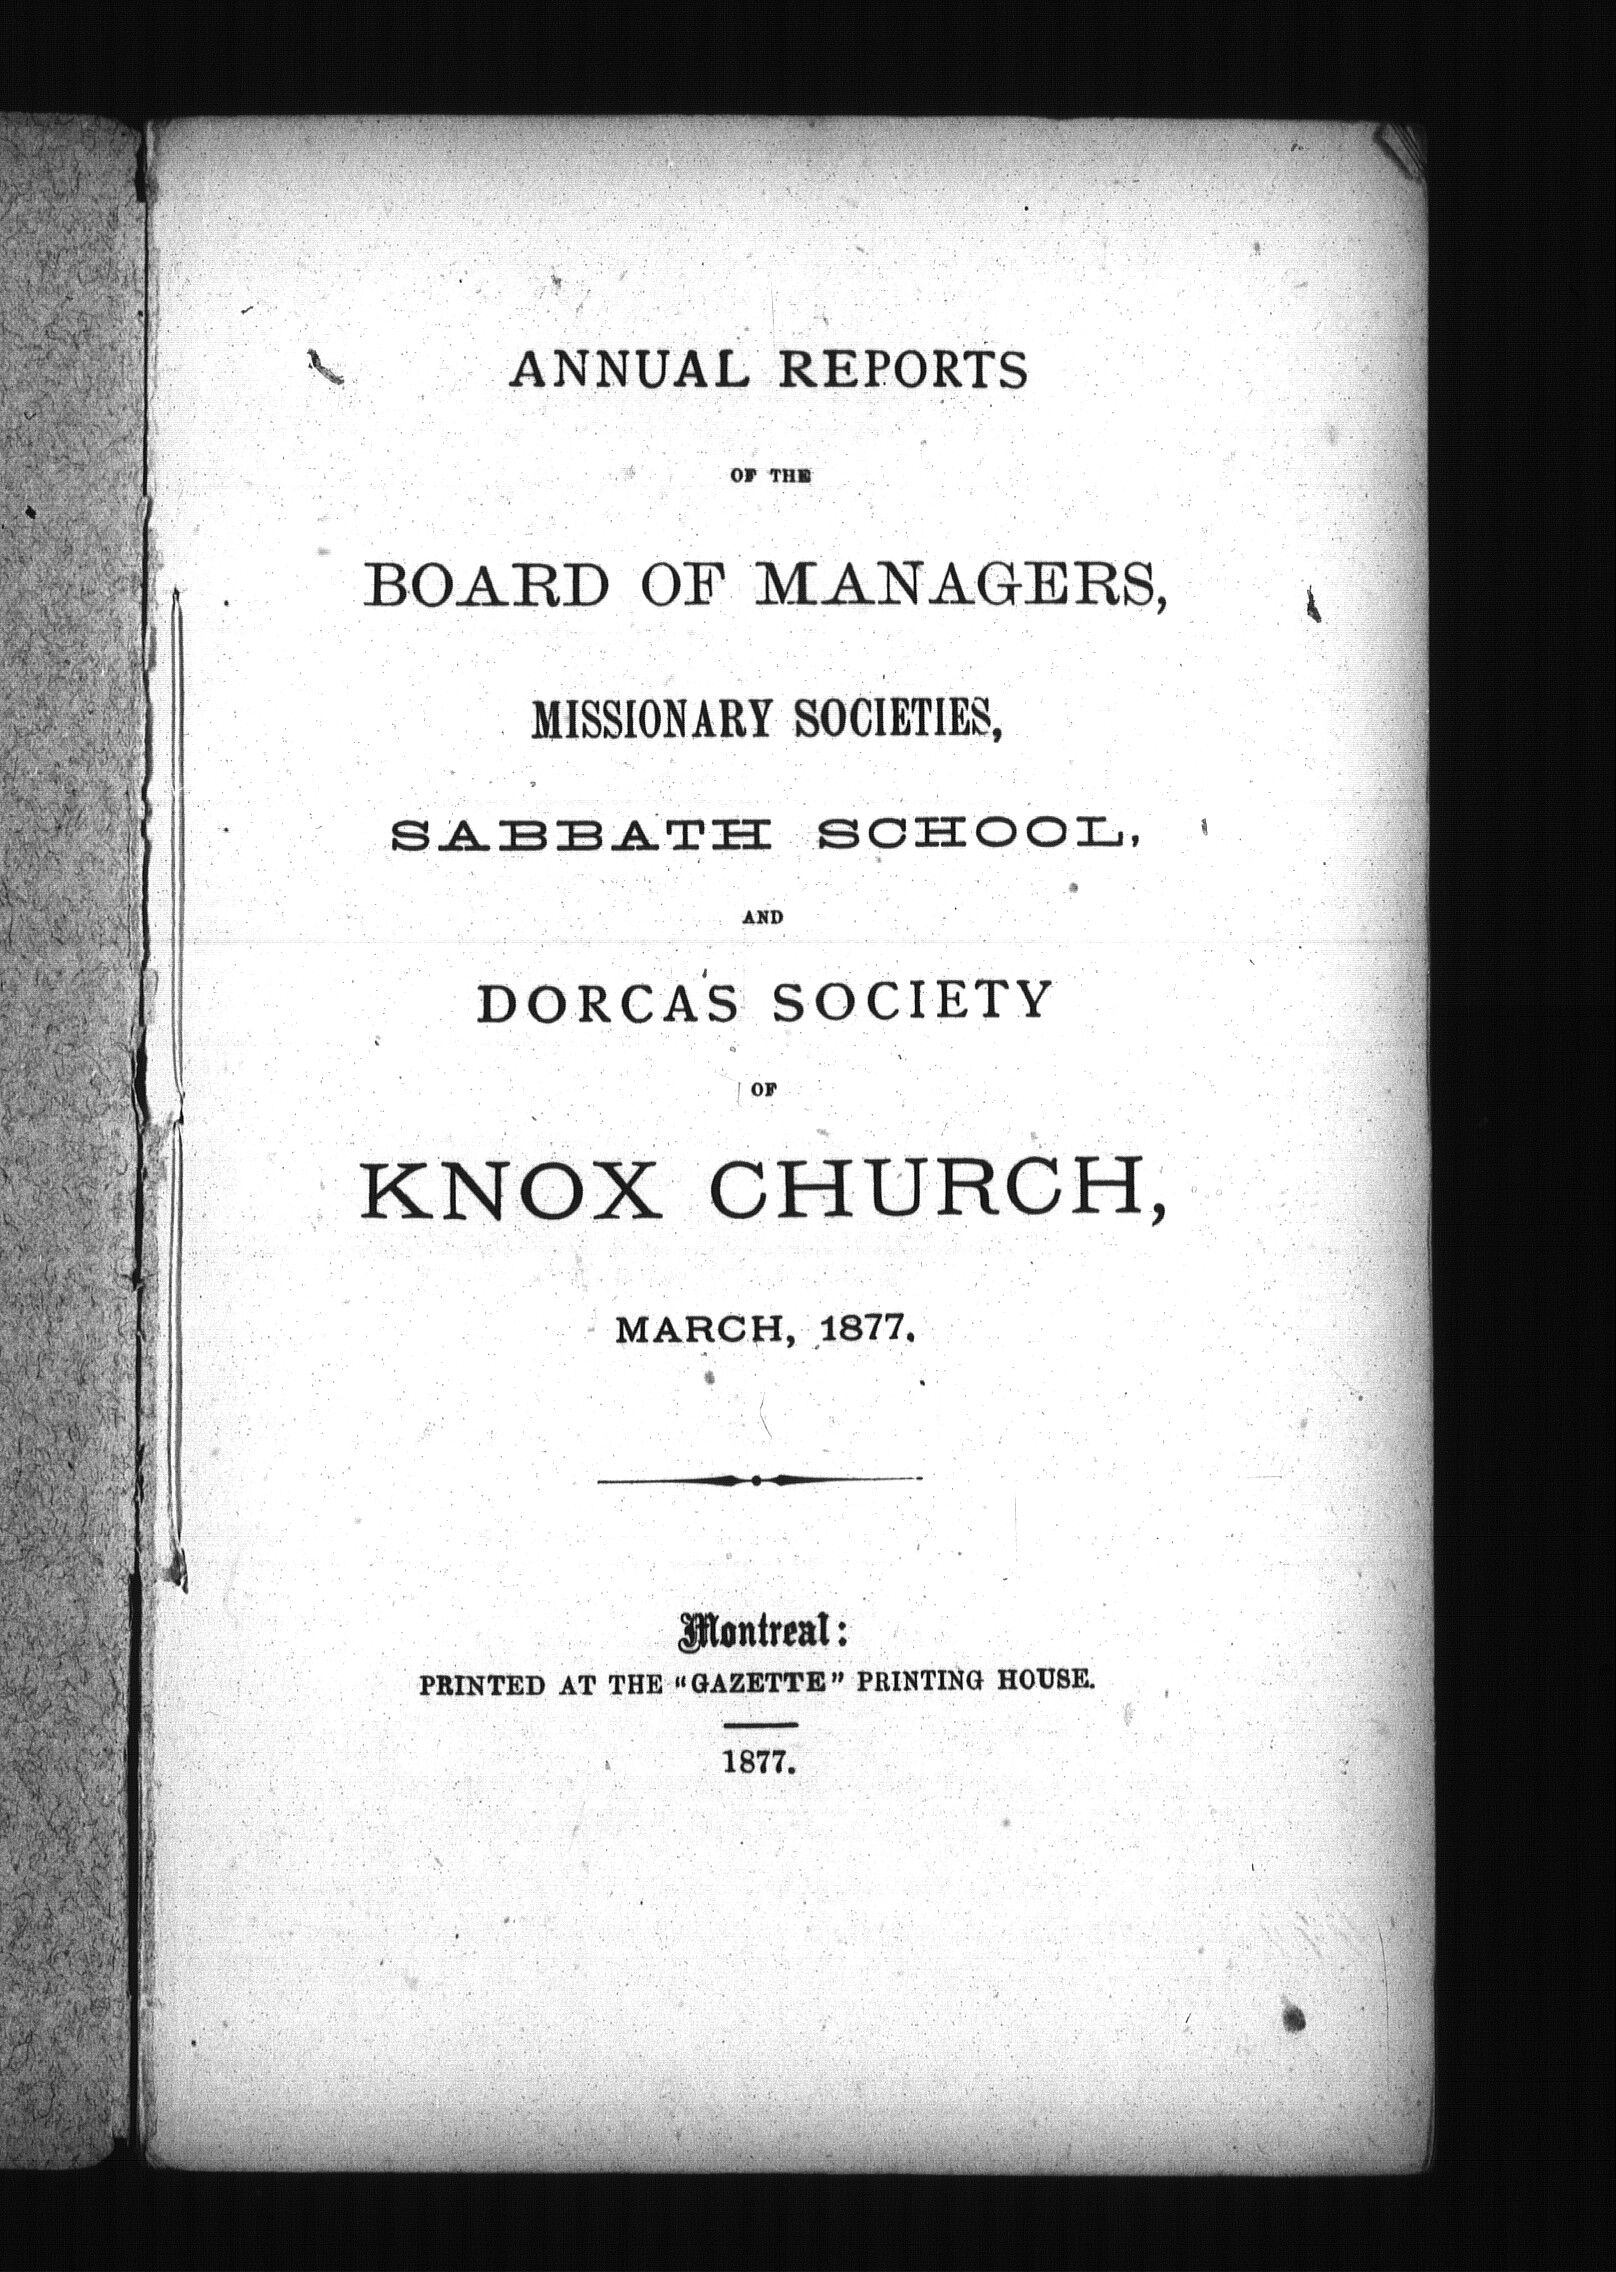 ANNUAL REPORTS
OF THE
BOARD OF MANAGERS,
MISSIONARY SOCIETIES,
SABBATH SCHOOL,
AND
DORCAS SOCIETY
OF
KNOX CHURCH,
MARCH, 1877.
Montreal:
PRINTED AT THE "GAZETTE" PRINTING HOUSE.
1877.